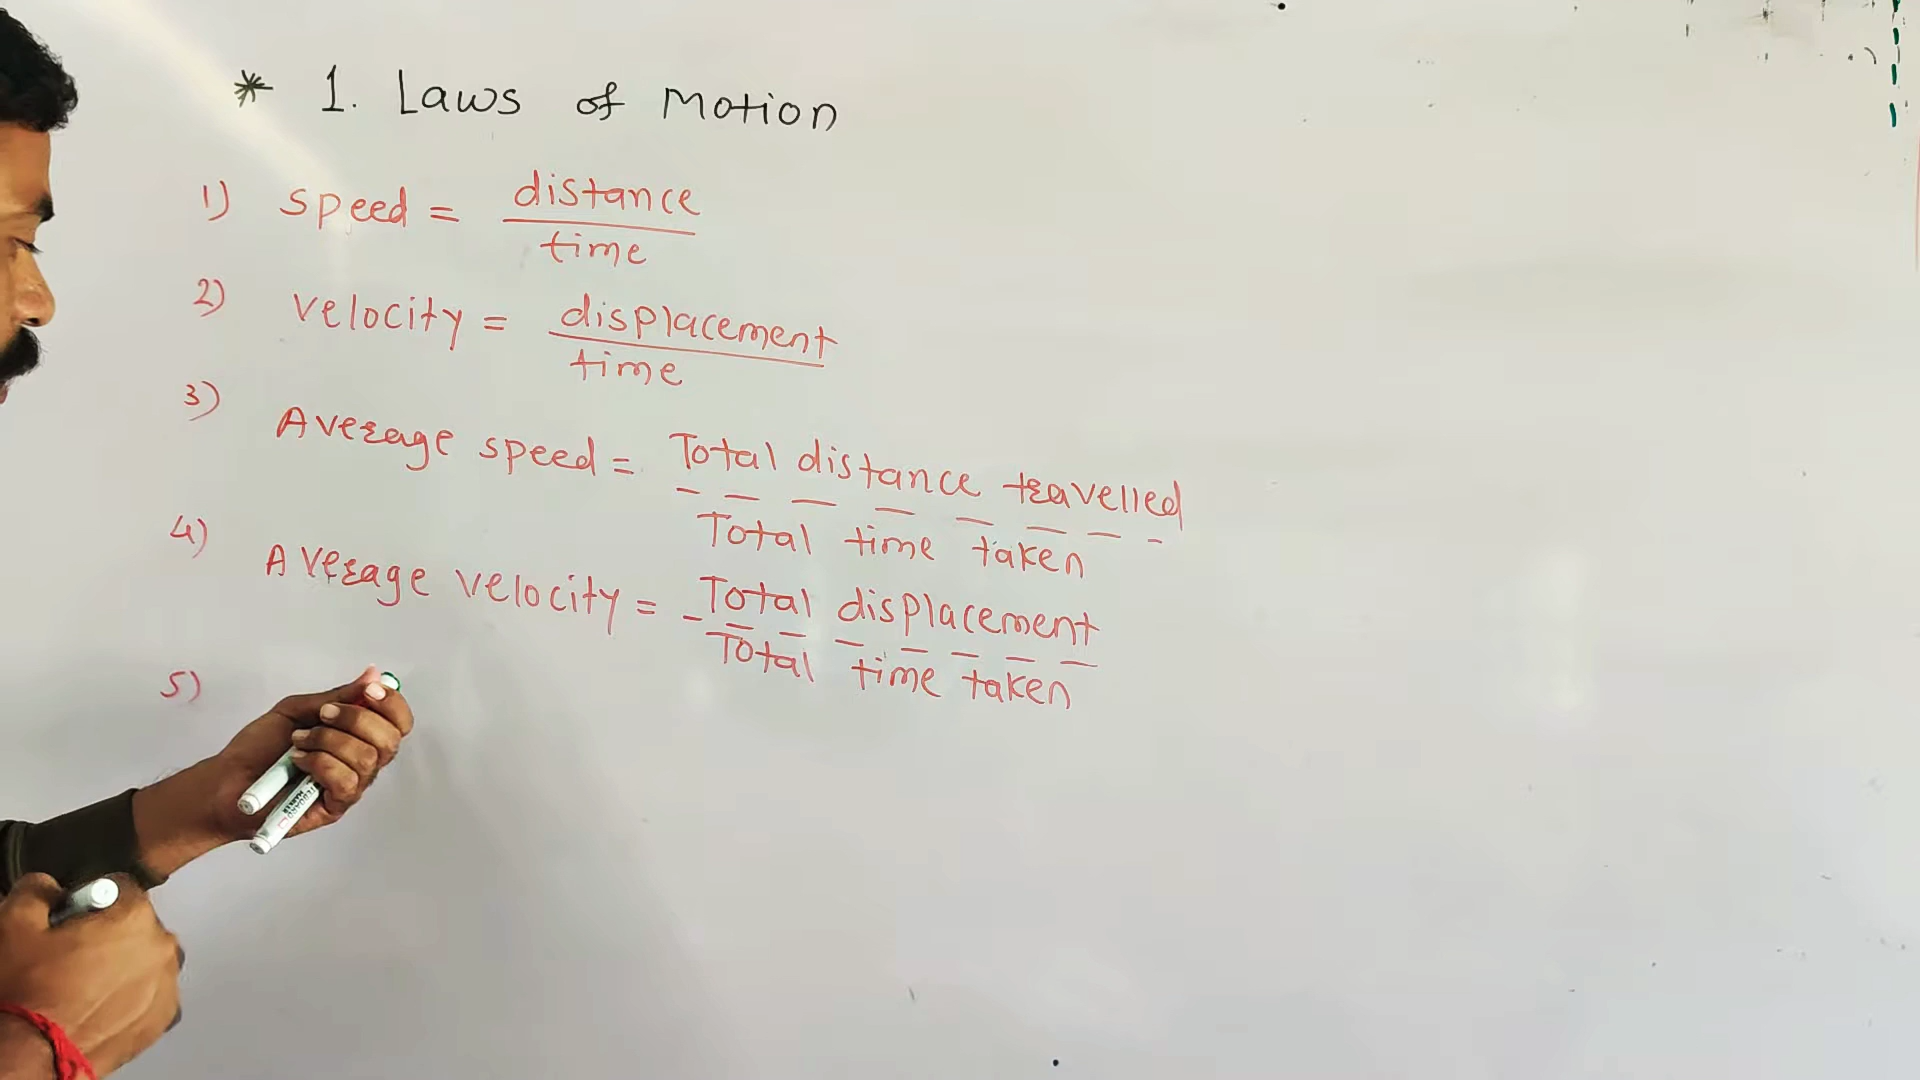 * 1. Laws of Motion
1) speed = distance
time
2) velocity = displacement
time
3) Average speed = Total distance travelled
Total time taken
4) Average velocity = Total displacement
Total time taken
5)
MARKER